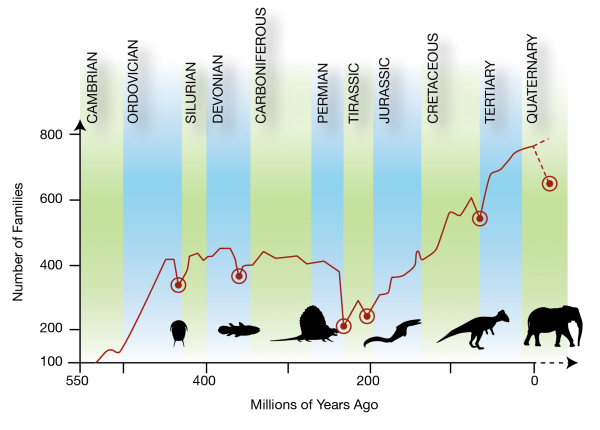 CAMBRIAN
ORDOVICIAN
SILURIAN
DEVONIAN
CARBONIFEROUS
PERMIAN
TIRASSIC
JURASSIC
CRETACEOUS
TERTIARY
QUATERNARY
Number of Families
800
600
400
200
100
550
400
200
0
Millions of Years Ago